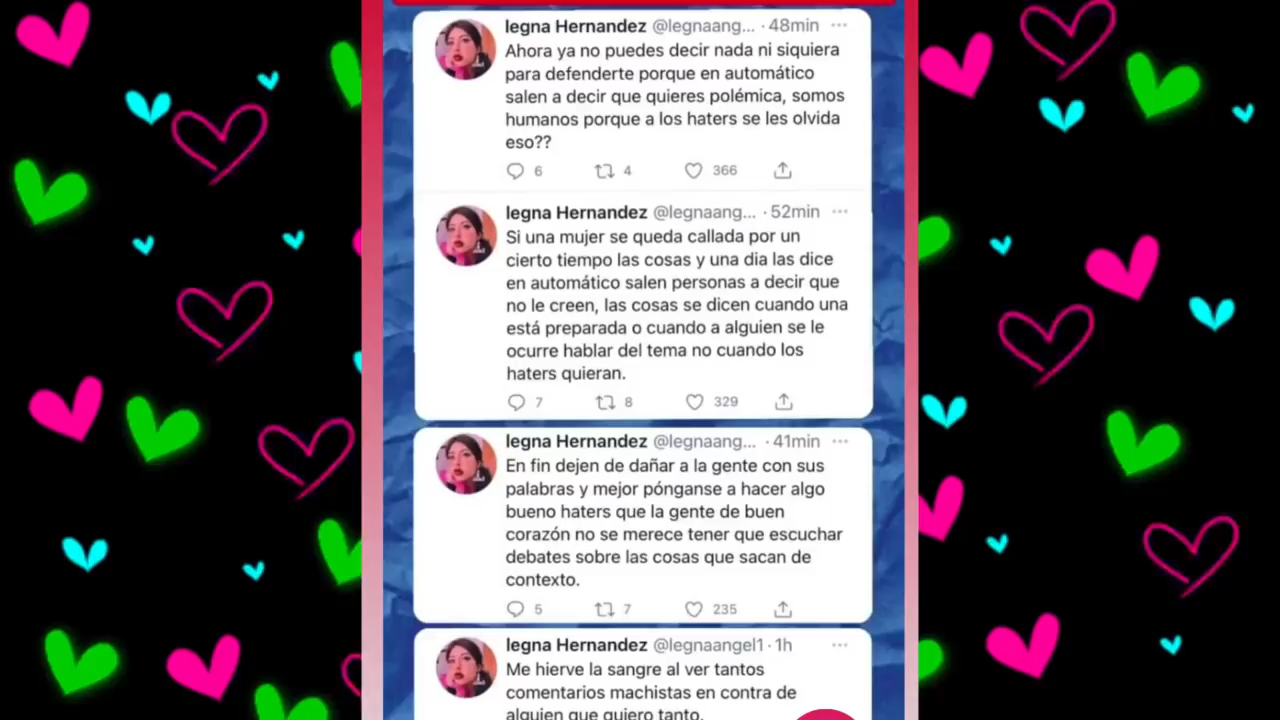 legna Hernandez @legnaang... · 48min ···
Ahora ya no puedes decir nada ni siquiera
para defenderte porque en automático
salen a decir que quieres polémica, somos
humanos porque a los haters se les olvida
eso??
6 4 366
legna Hernandez @legnaang... · 52min ···
Si una mujer se queda callada por un
cierto tiempo las cosas y una dia las dice
en automático salen personas a decir que
no le creen, las cosas se dicen cuando una
está preparada o cuando a alguien se le
ocurre hablar del tema no cuando los
haters quieran.
7 8 329
legna Hernandez @legnaang... · 41min ···
En fin dejen de dañar a la gente con sus
palabras y mejor pónganse a hacer algo
bueno haters que la gente de buen
corazón no se merece tener que escuchar
debates sobre las cosas que sacan de
contexto.
5 7 235
legna Hernandez @legnaangel1 · 1h ···
Me hierve la sangre al ver tantos
comentarios machistas en contra de
alguien que quiero tanto.